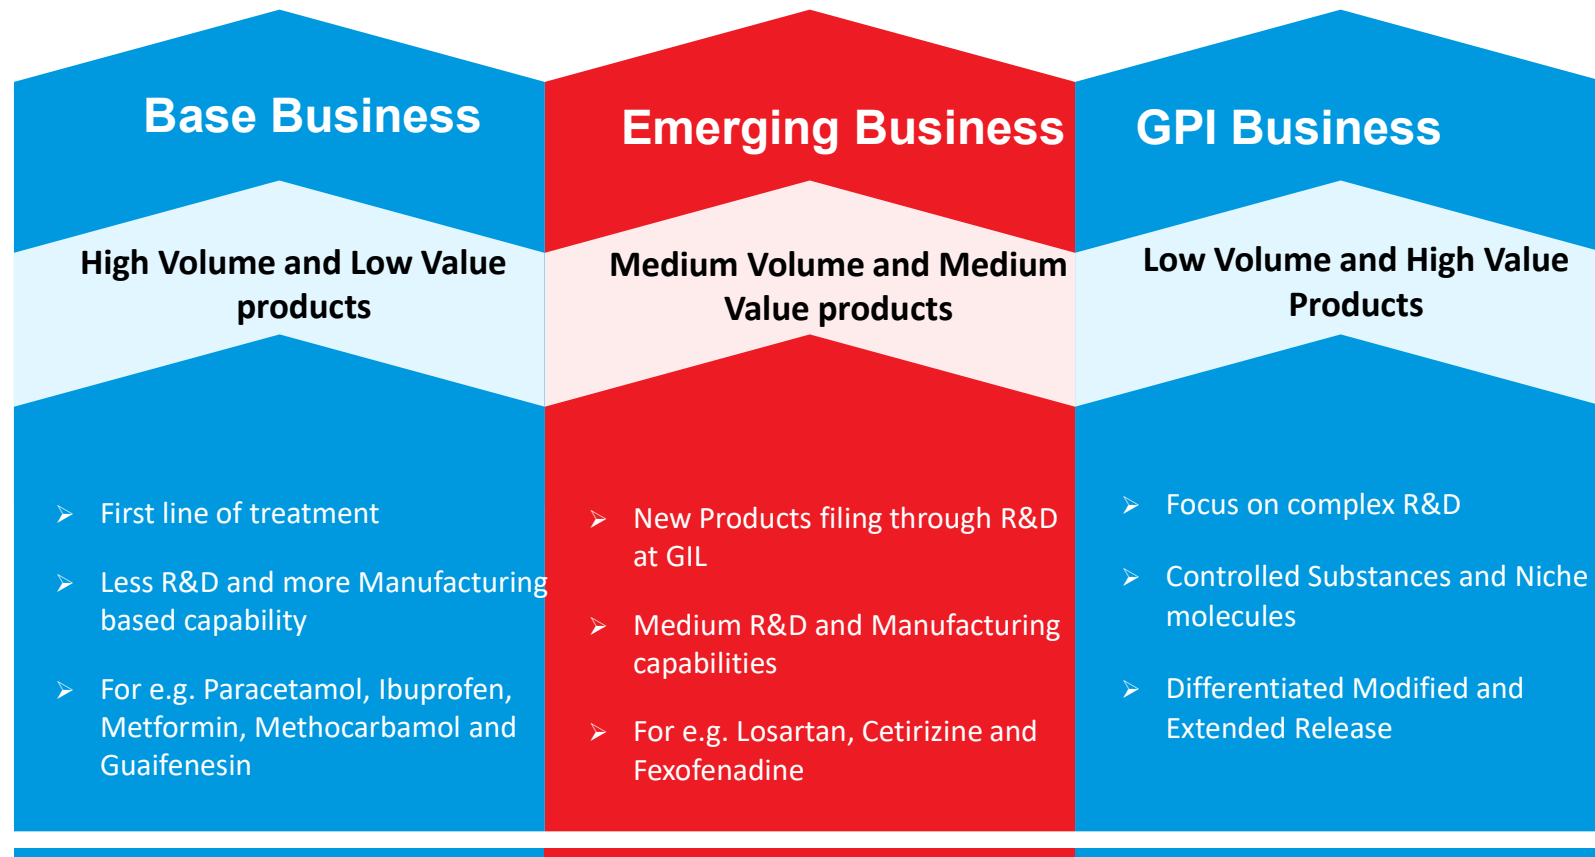 Base Business
High Volume and Low Value
products
➢ First line of treatment
➢ Less R&D and more Manufacturing
based capability
➢ For e.g. Paracetamol, Ibuprofen,
Metformin, Methocarbamol and
Guaifenesin
Emerging Business
Medium Volume and Medium
Value products
➢ New Products filing through R&D
at GIL
➢ Medium R&D and Manufacturing
capabilities
➢ For e.g. Losartan, Cetirizine and
Fexofenadine
GPI Business
Low Volume and High Value
Products
➢ Focus on complex R&D
➢ Controlled Substances and Niche
molecules
➢ Differentiated Modified and
Extended Release